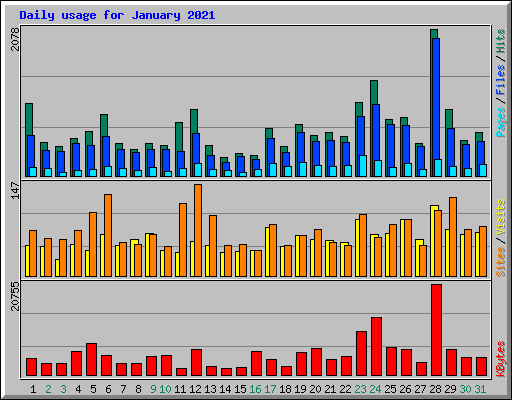 Daily usage for January 2021
2078
Pages / Files / Hits
147
Sites / Visits
20755
KBytes
1 2 3 4 5 6 7 8 9 10 11 12 13 14 15 16 17 18 19 20 21 22 23 24 25 26 27 28 29 30 31